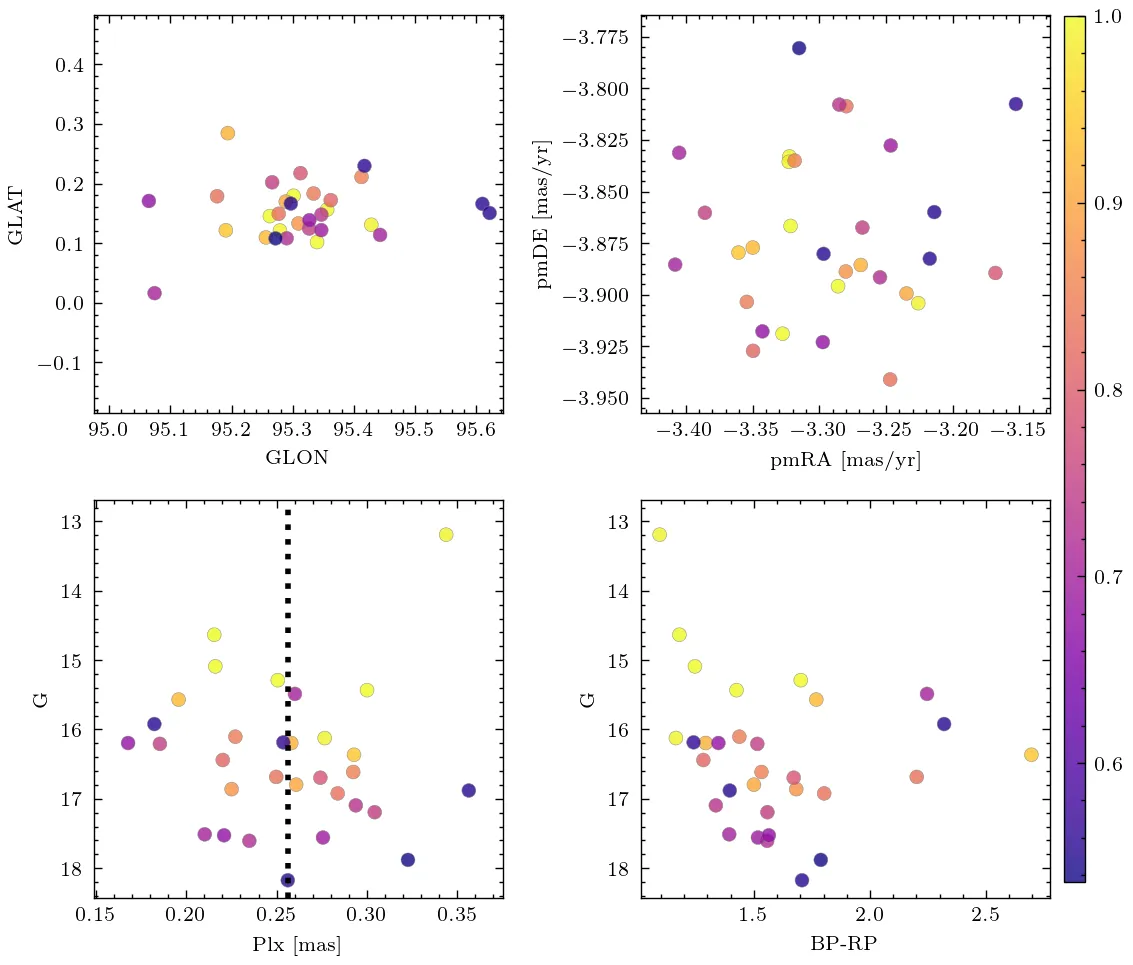 0.4
0.3
0.2
0.1
0.0
−0.1
GLAT
95.0 95.1 95.2 95.3 95.4 95.5 95.6
GLON
−3.775
−3.800
−3.825
−3.850
−3.875
−3.900
−3.925
−3.950
pmDE [mas/yr]
−3.40 −3.35 −3.30 −3.25 −3.20 −3.15
pmRA [mas/yr]
1.0
0.9
0.8
0.7
0.6
13
14
15
16
17
18
G
0.15 0.20 0.25 0.30 0.35
Plx [mas]
13
14
15
16
17
18
G
1.5 2.0 2.5
BP-RP